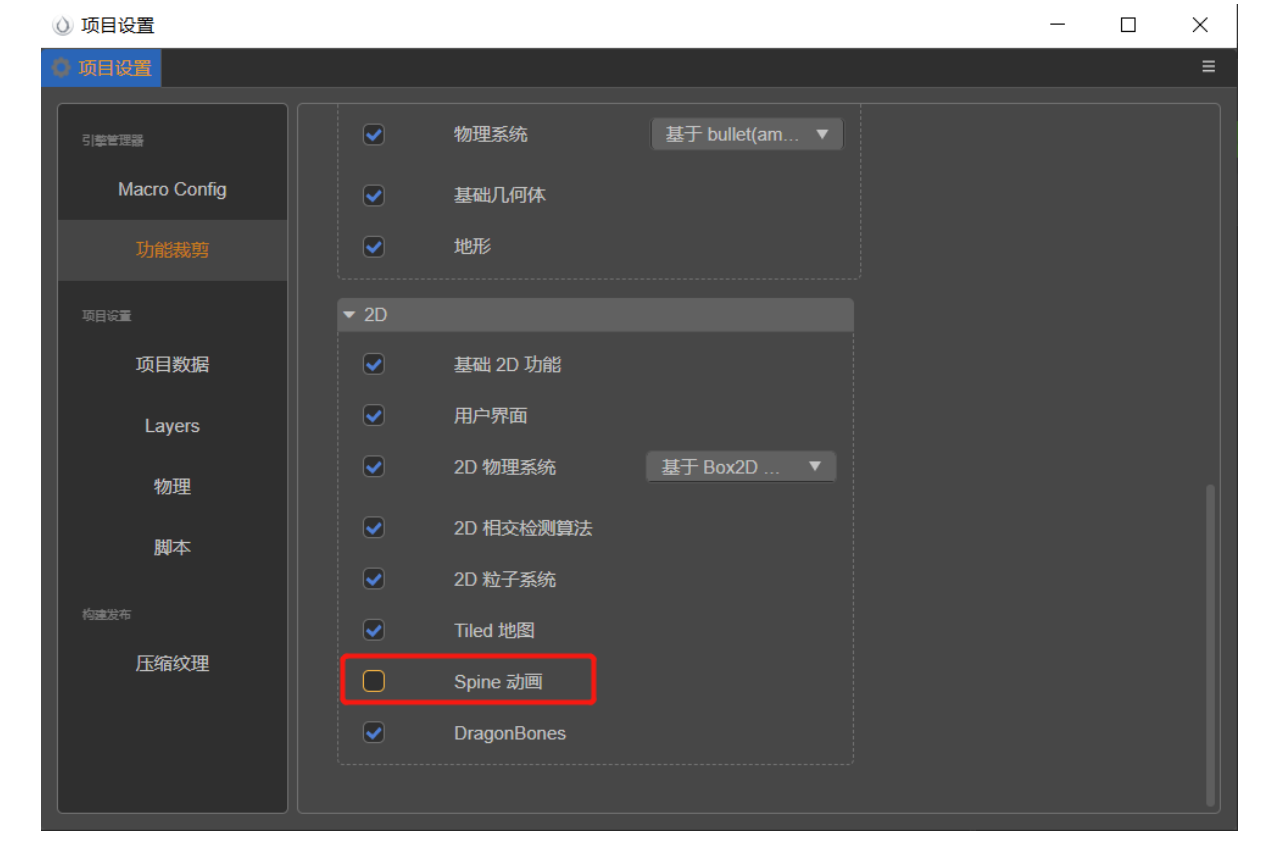 项目设置
项目设置
引擎管理器
Macro Config
功能裁剪
项目设置
项目数据
Layers
物理
脚本
构建发布
压缩纹理
物理系统
基于 bullet(am...
基础几何体
地形
2D
基础 2D 功能
用户界面
2D 物理系统
基于 Box2D ...
2D 相交检测算法
2D 粒子系统
Tiled 地图
Spine 动画
DragonBones